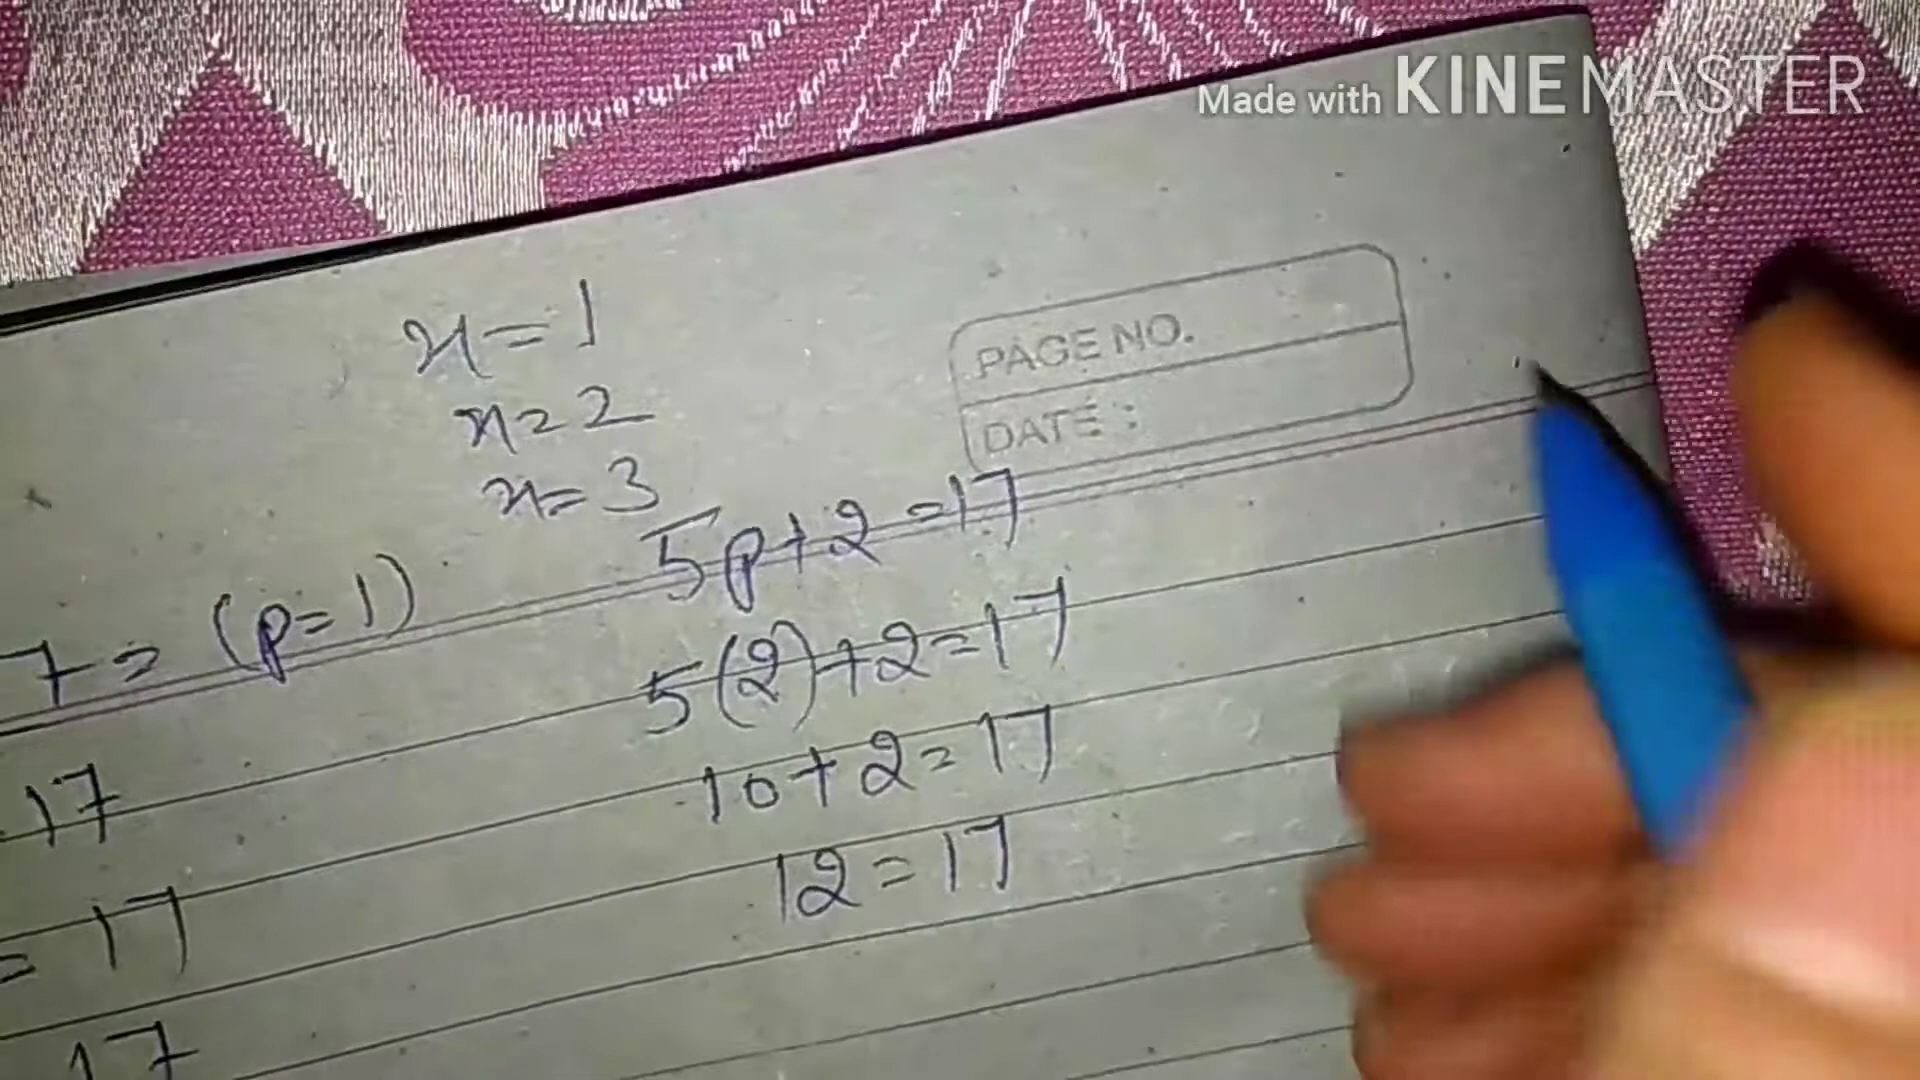 Made with KINEMASTER
x=1
x=2
x=3
PAGE NO.
DATE :
7= (p=1)
17
= 17
17
5p+2=17
5(2)+2=17
10+2=17
12=17